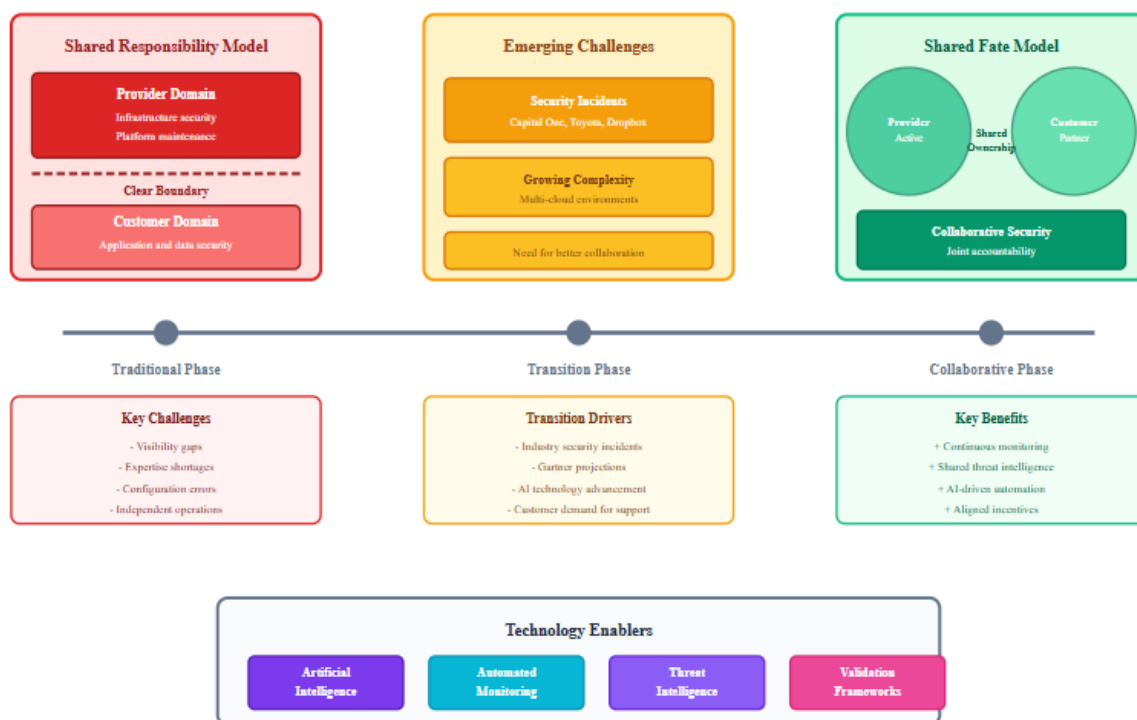 Shared Responsibility Model
Provider Domain
Infrastructure security
Platform maintenance
Clear Boundary
Customer Domain
Application and data security
Emerging Challenges
Security Incidents
Capital One, Toyota, Dropbox
Growing Complexity
Multi-cloud environments
Need for better collaboration
Shared Fate Model
Provider
Active
Shared
Ownership
Customer
Partner
Collaborative Security
Joint accountability
Traditional Phase
Transition Phase
Collaborative Phase
Key Challenges
- Visibility gaps
- Expertise shortages
- Configuration errors
- Independent operations
Transition Drivers
- Industry security incidents
- Gartner projections
- AI technology advancement
- Customer demand for support
Key Benefits
+ Continuous monitoring
+ Shared threat intelligence
+ AI-driven automation
+ Aligned incentives
Technology Enablers
Artificial
Intelligence
Automated
Monitoring
Threat
Intelligence
Validation
Frameworks